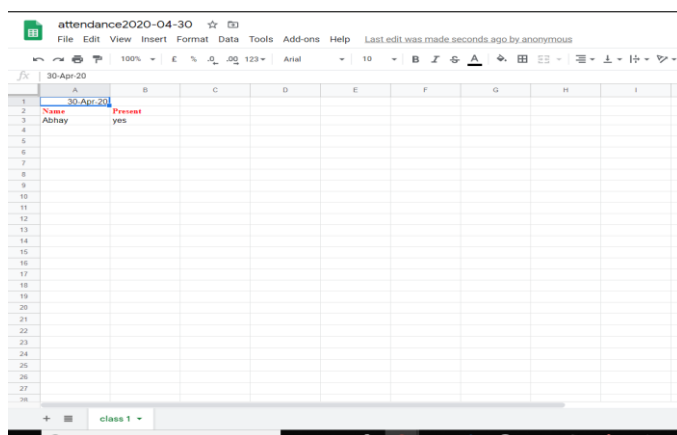 attendance2020-04-30
File Edit View Insert Format Data Tools Add-ons Help Last edit was made seconds ago by anonymous
100% £ % .0 .00 123 Arial 10 B I S A
fx 30-Apr-20
A B C D E F G H I
1 30-Apr-20
2 Name Present
3 Abhay yes
4
5
6
7
8
9
10
11
12
13
14
15
16
17
18
19
20
21
22
23
24
25
26
27
28
+ class 1